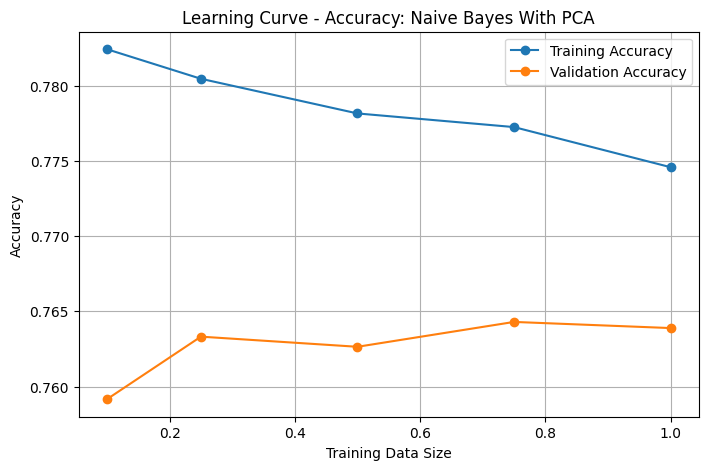 Learning Curve - Accuracy: Naive Bayes With PCA
Training Accuracy
Validation Accuracy
0.780
0.775
0.770
0.765
0.760
Accuracy
0.2
0.4
0.6
0.8
1.0
Training Data Size